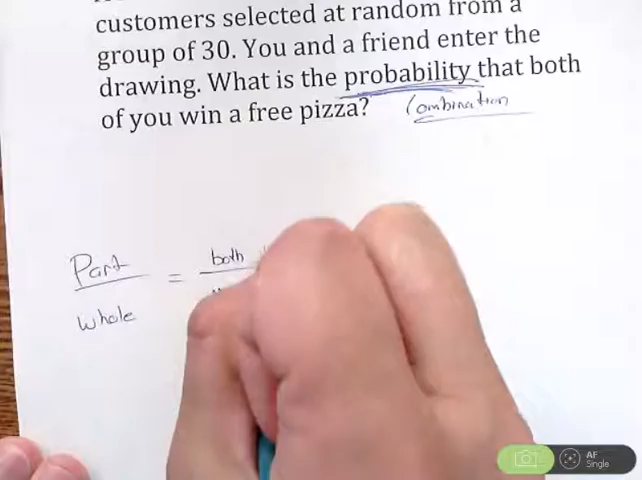 customers selected at random from a
group of 30. You and a friend enter the
drawing. What is the probability that both
of you win a free pizza? Combination
Part = both
whole
AF
Single